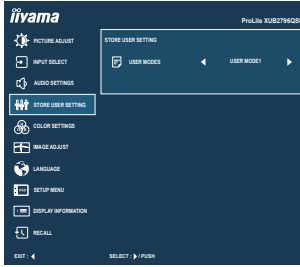 iiyama
ProLite XUB2796QSU
PICTURE ADJUST
STORE USER SETTING
USER MODES
USER MODE1
INPUT SELECT
AUDIO SETTINGS
STORE USER SETTING
COLOR SETTINGS
IMAGE ADJUST
LANGUAGE
SETUP MENU
DISPLAY INFORMATION
RECALL
EXIT :
SELECT : / PUSH